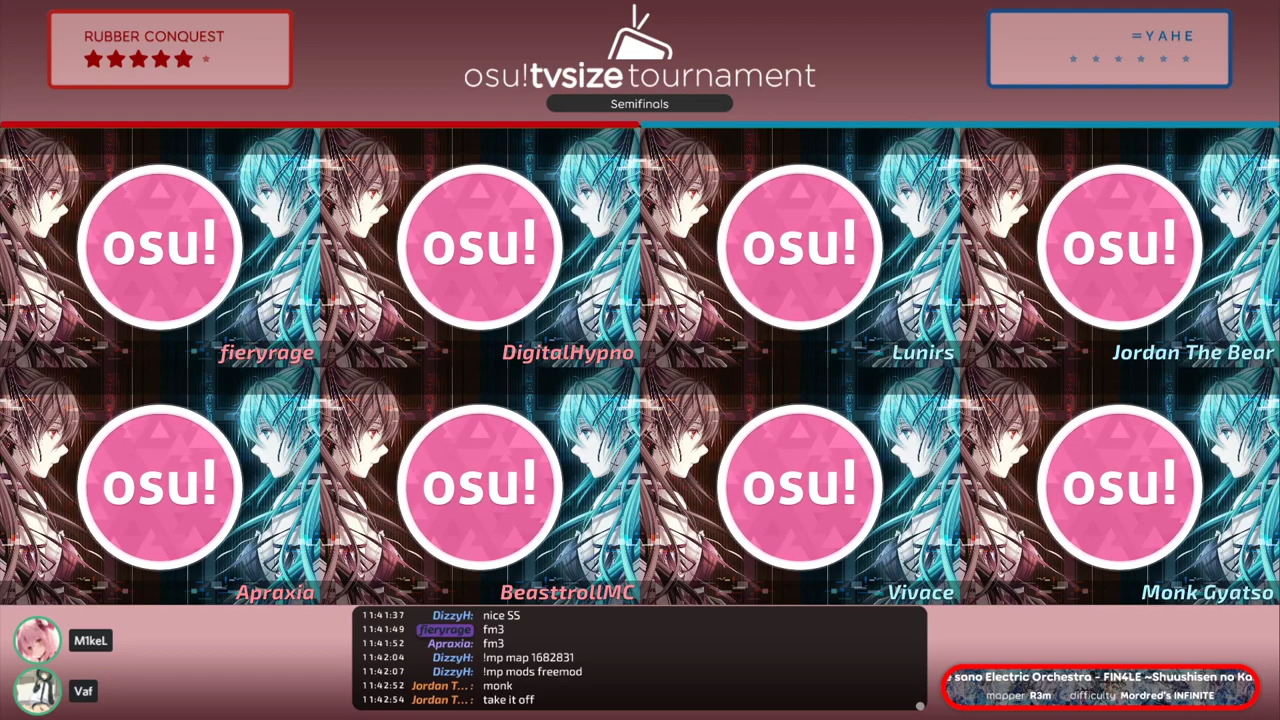 RUBBER CONQUEST
=YAHE
osu!tvsize tournament
Semifinals
osu!
osu!
osu!
osu!
fieryrage
DigitalHypno
Lunirs
Jordan The Bear
osu!
osu!
osu!
osu!
Apraxia
BeasttrollMC
Vivace
Monk Gyatso
M1keL
Vaf
11:41:37 DizzyH: nice SS
11:41:49 fieryrage fm3
11:41:52 Apraxia: fm3
11:42:04 DizzyH: !mp map 1682831
11:42:07 DizzyH: !mp mods freemod
11:42:52 Jordan T...: monk
11:42:54 Jordan T...: take it off
sano Electric Orchestra - FIN4LE ~Shuushisen no Ka
mapper R3m difficulty Mordred's INFINITE